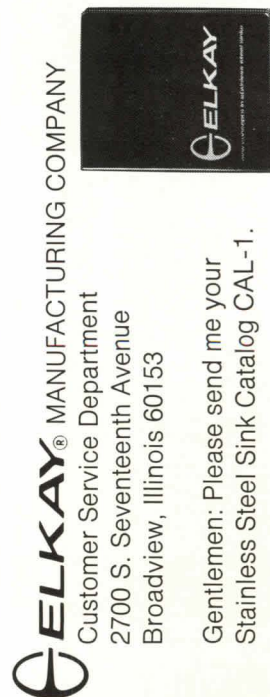 ELKAY® MANUFACTURING COMPANY
Customer Service Department
2700 S. Seventeenth Avenue
Broadview, Illinois 60153
Gentlemen: Please send me your
Stainless Steel Sink Catalog CAL-1.
ELKAY